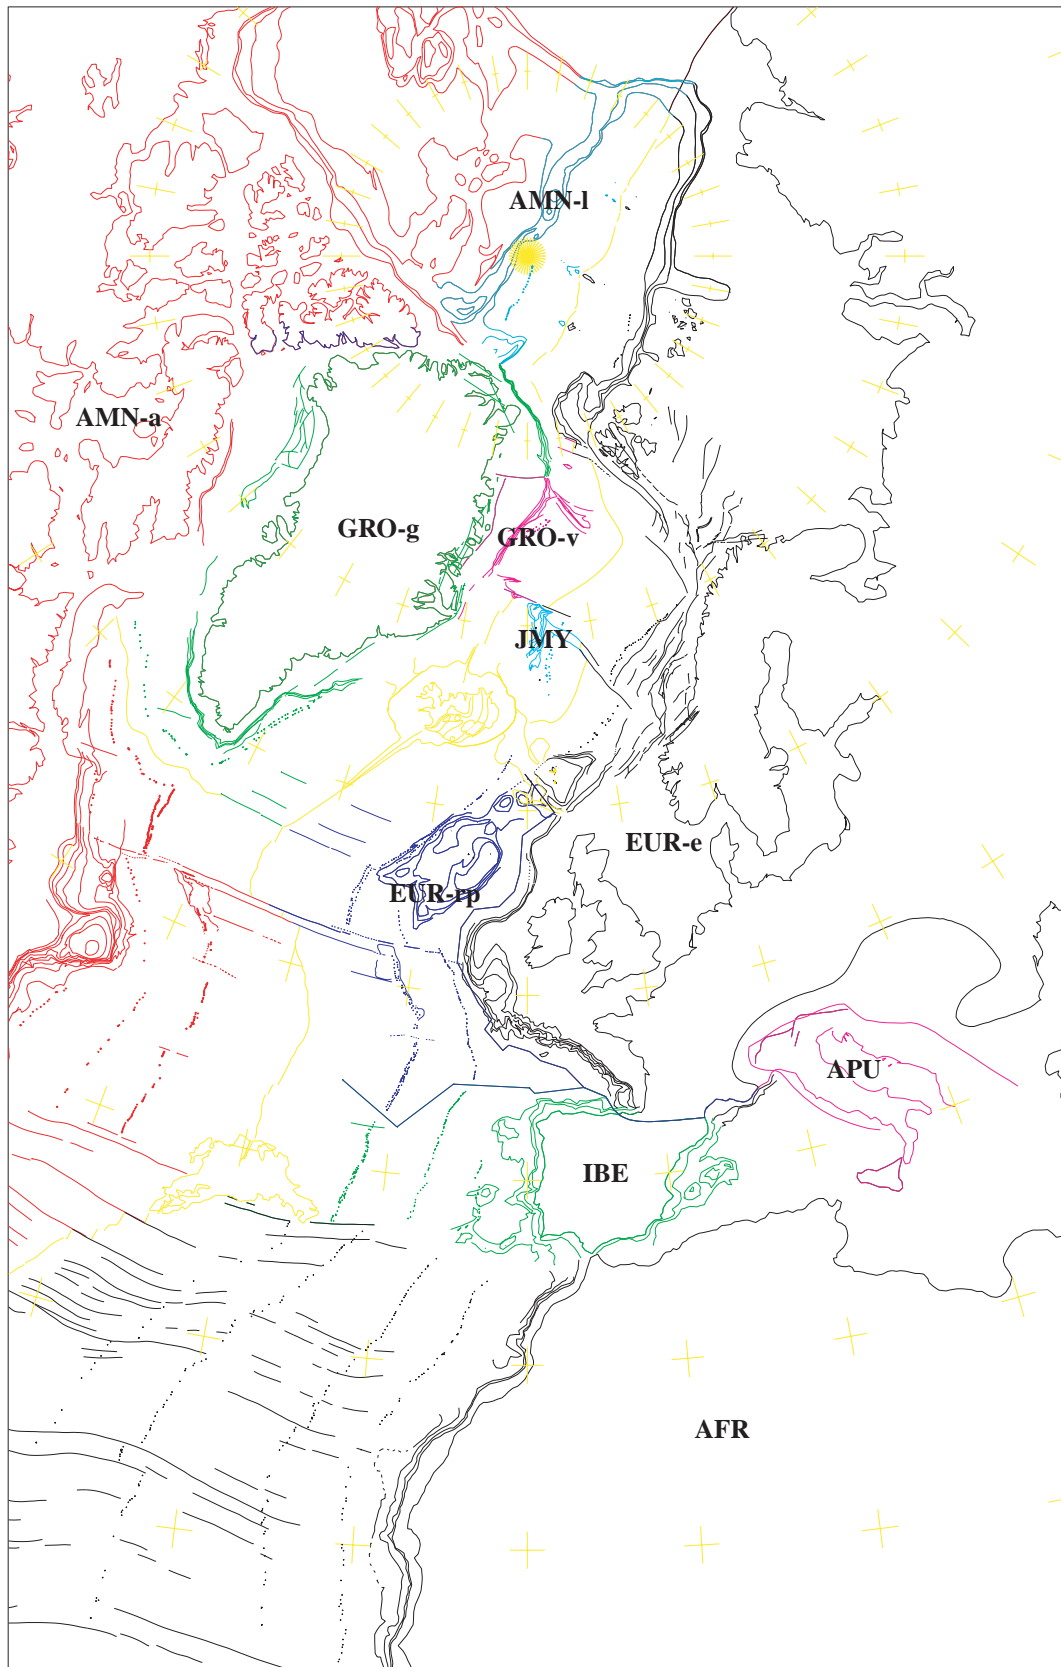 AMN-l
AMN-a
GRO-g
GRO-v
JMY
EUR-e
EUR-rp
APU
IBE
AFR